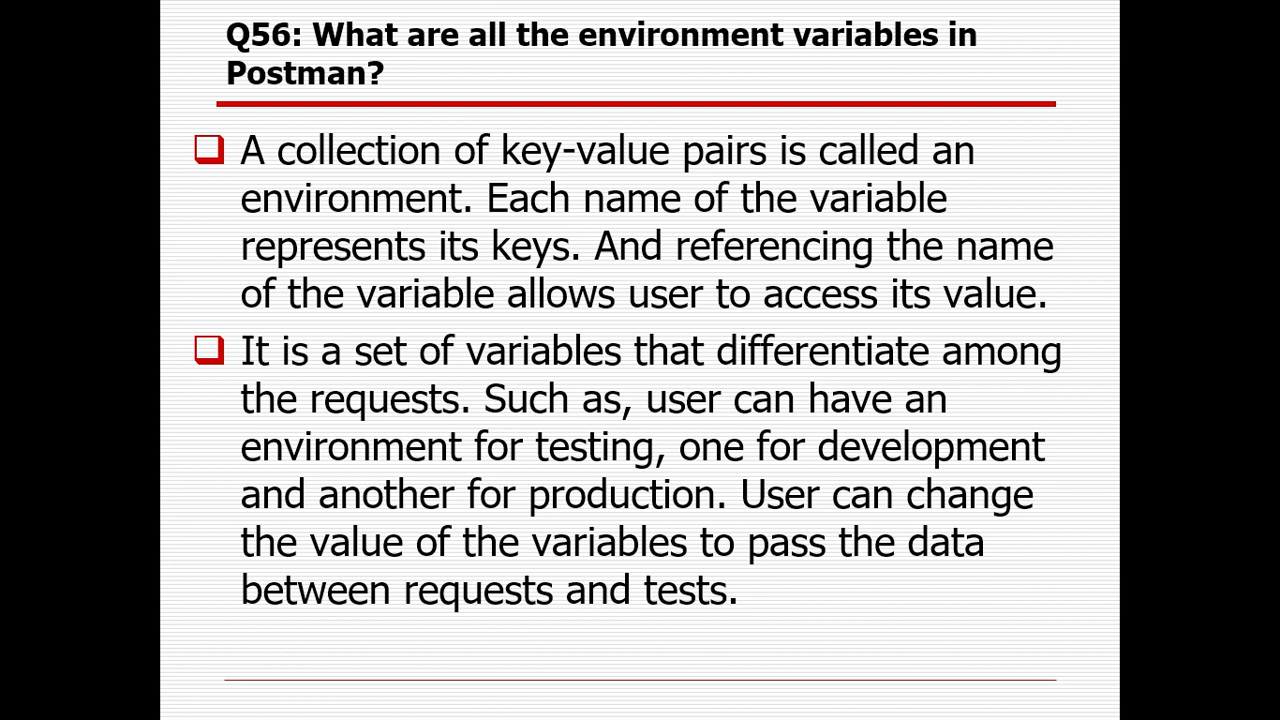 Q56: What are all the environment variables in
Postman?
A collection of key-value pairs is called an
environment. Each name of the variable
represents its keys. And referencing the name
of the variable allows user to access its value.
It is a set of variables that differentiate among
the requests. Such as, user can have an
environment for testing, one for development
and another for production. User can change
the value of the variables to pass the data
between requests and tests.